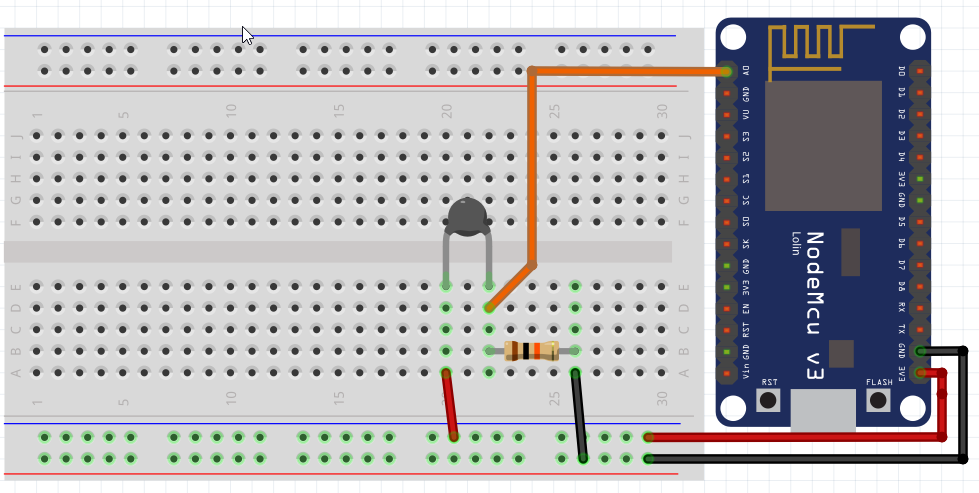 1 5 10 15 20 25 30
J J
I I
H H
G G
F F
E E
D D
C C
B B
A A
1 5 10 15 20 25 30
A0
GND
VU
S3
S2
S1
SC
S0
SK
GND
3V3
EN
RST
GND
Vin
D0
D1
D2
D3
D4
3V3
GND
D5
D6
D7
D8
RX
TX
GND
3V3
NodeMcu v3
Lolin
RST
FLASH